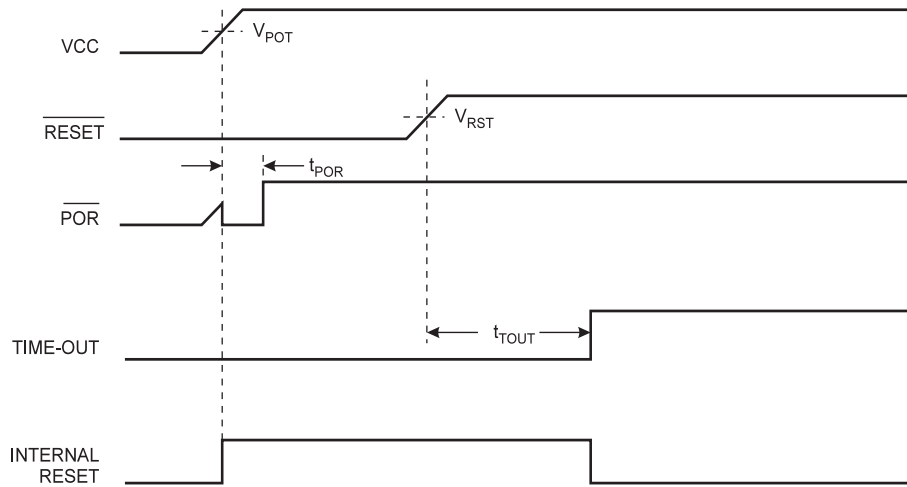 VCC
VPOT
RESET
VRST
tPOR
POR
TIME-OUT
tTOUT
INTERNAL
RESET